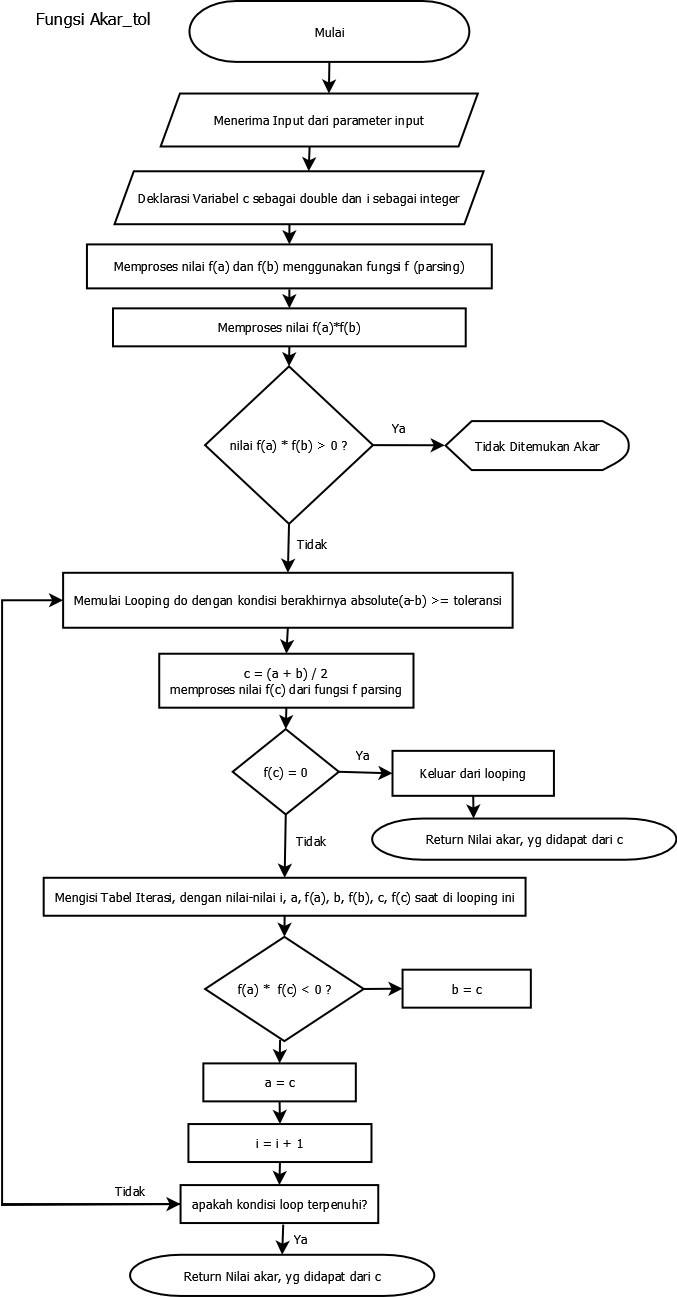 Fungsi Akar_tol
Mulai
Menerima Input dari parameter input
Deklarasi Variabel c sebagai double dan i sebagai integer
Memproses nilai f(a) dan f(b) menggunakan fungsi f (parsing)
Memproses nilai f(a)*f(b)
nilai f(a) * f(b) > 0 ?
Ya
Tidak Ditemukan Akar
Tidak
Memulai Looping do dengan kondisi berakhirnya absolute(a-b) >= toleransi
c = (a + b) / 2
memproses nilai f(c) dari fungsi f parsing
f(c) = 0
Ya
Keluar dari looping
Return Nilai akar, yg didapat dari c
Tidak
Mengisi Tabel Iterasi, dengan nilai-nilai i, a, f(a), b, f(b), c, f(c) saat di looping ini
f(a) * f(c) < 0 ?
b = c
a = c
i = i + 1
Tidak
apakah kondisi loop terpenuhi?
Ya
Return Nilai akar, yg didapat dari c